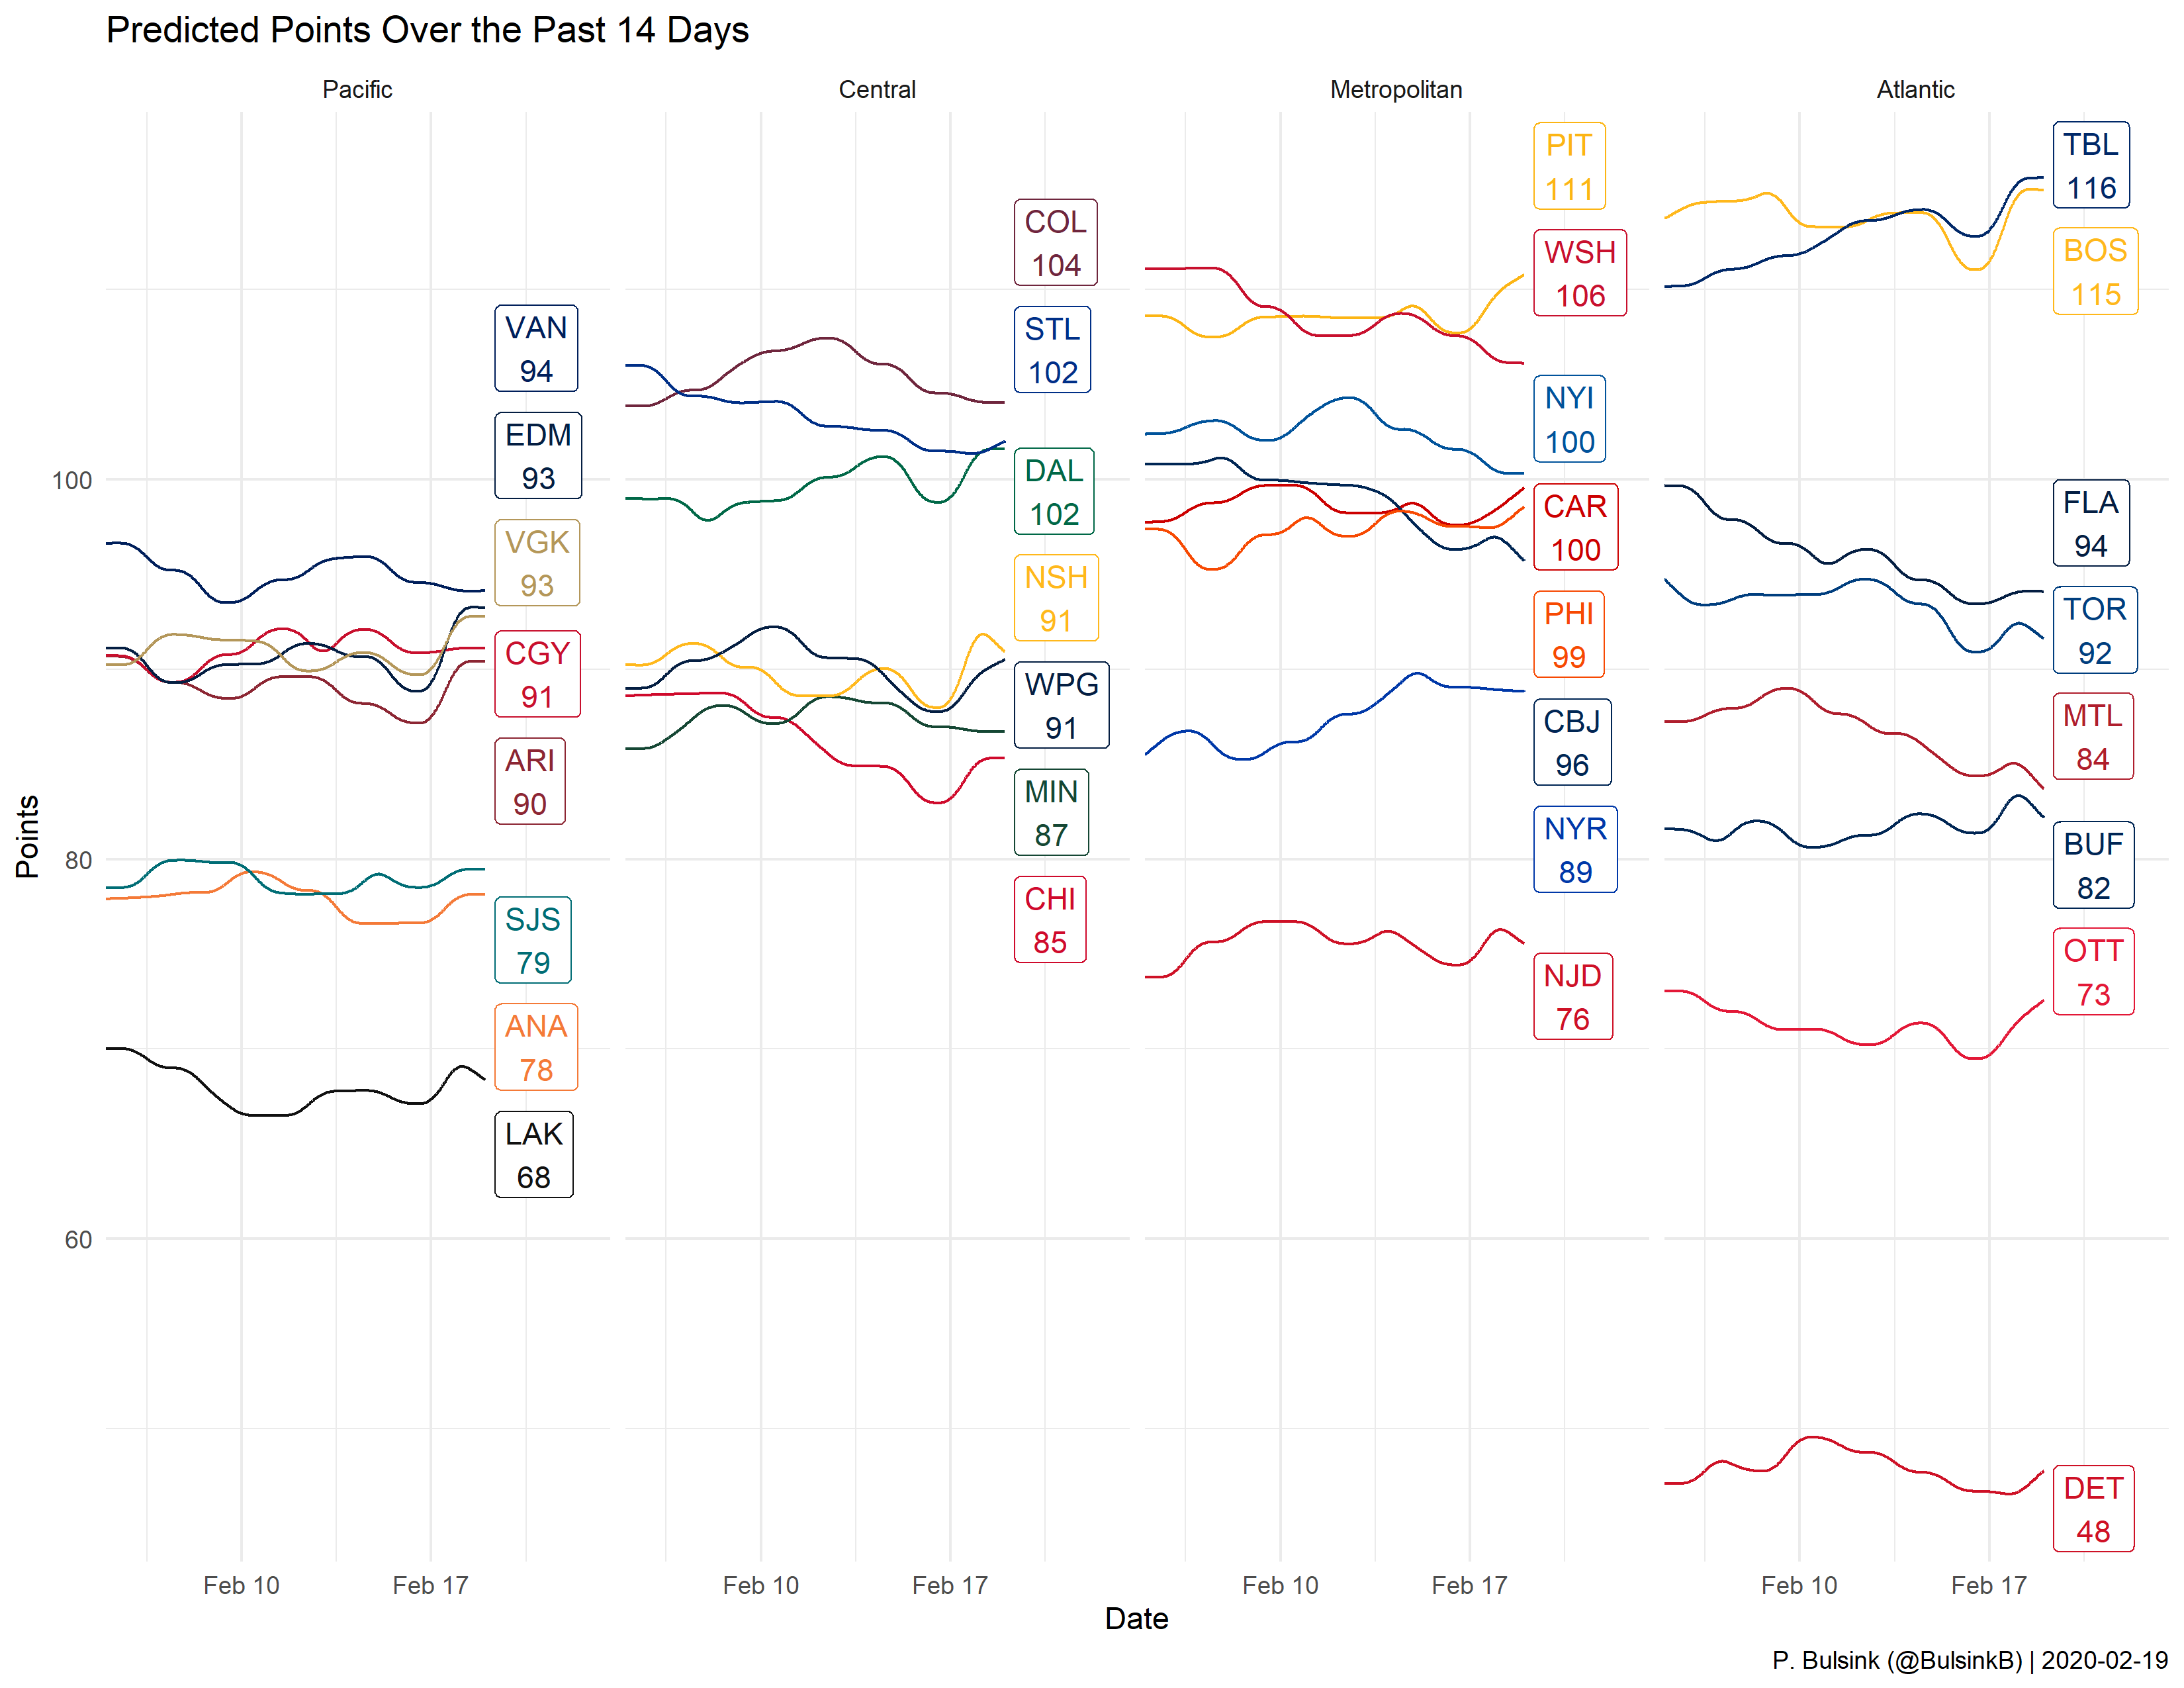 Predicted Points Over the Past 14 Days
Pacific
Central
Metropolitan
Atlantic
Points
100
80
60
VAN
94
EDM
93
VGK
93
CGY
91
ARI
90
SJS
79
ANA
78
LAK
68
COL
104
STL
102
DAL
102
NSH
91
WPG
91
MIN
87
CHI
85
PIT
111
WSH
106
NYI
100
CAR
100
PHI
99
CBJ
96
NYR
89
NJD
76
TBL
116
BOS
115
FLA
94
TOR
92
MTL
84
BUF
82
OTT
73
DET
48
Feb 10
Feb 17
Feb 10
Feb 17
Feb 10
Feb 17
Feb 10
Feb 17
Date
P. Bulsink (@BulsinkB) | 2020-02-19